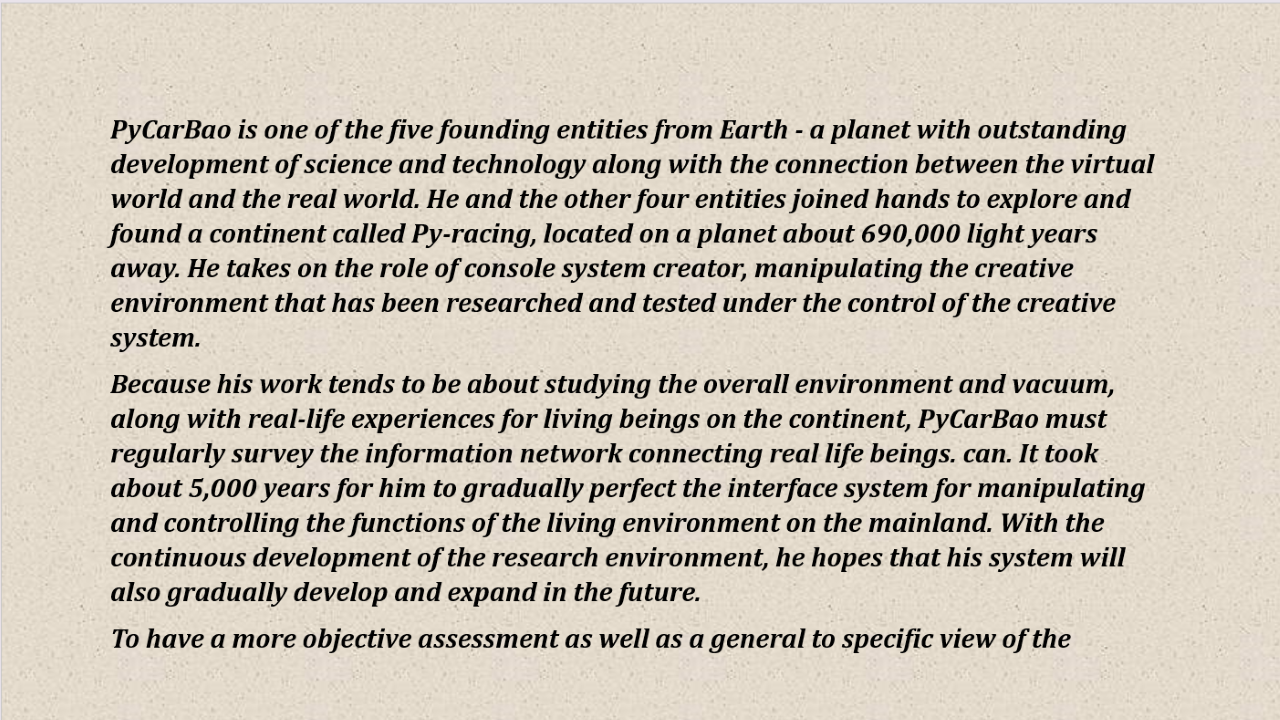 PyCarBao is one of the five founding entities from Earth - a planet with outstanding
development of science and technology along with the connection between the virtual
world and the real world. He and the other four entities joined hands to explore and
found a continent called Py-racing, located on a planet about 690,000 light years
away. He takes on the role of console system creator, manipulating the creative
environment that has been researched and tested under the control of the creative
system.
Because his work tends to be about studying the overall environment and vacuum,
along with real-life experiences for living beings on the continent, PyCarBao must
regularly survey the information network connecting real life beings. can. It took
about 5,000 years for him to gradually perfect the interface system for manipulating
and controlling the functions of the living environment on the mainland. With the
continuous development of the research environment, he hopes that his system will
also gradually develop and expand in the future.
To have a more objective assessment as well as a general to specific view of the